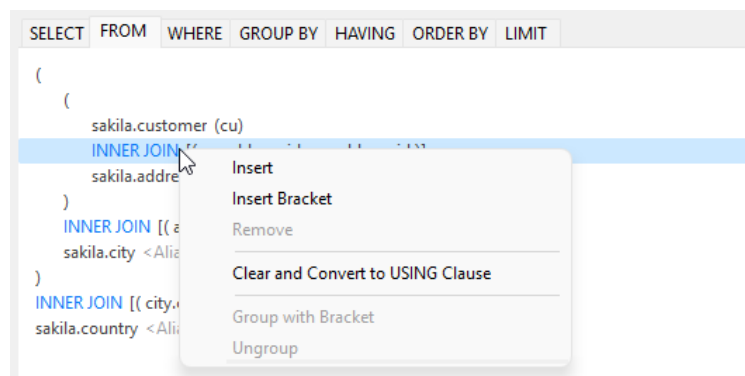 SELECT FROM WHERE GROUP BY HAVING ORDER BY LIMIT
(
(
sakila.customer (cu)
INNER JOIN
sakila.addre
)
INNER JOIN [( a
sakila.city <Alia
)
INNER JOIN [( city.
sakila.country <Ali
Insert
Insert Bracket
Remove
Clear and Convert to USING Clause
Group with Bracket
Ungroup